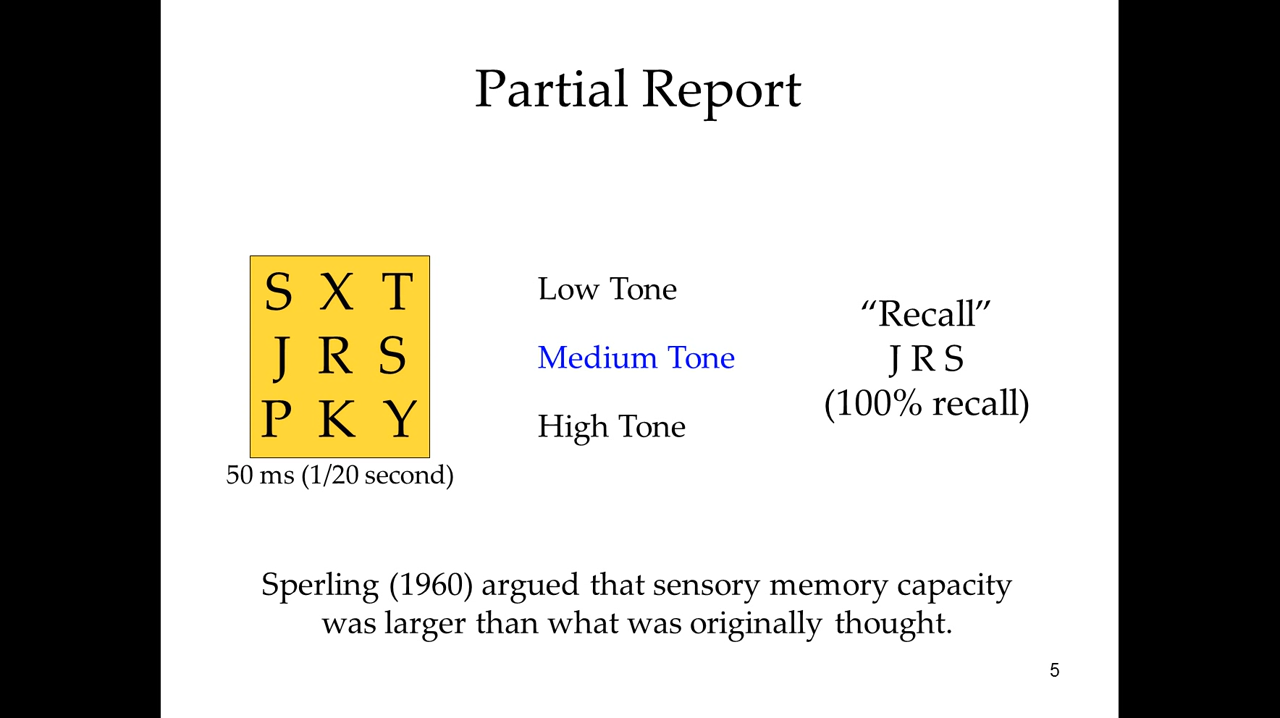 Partial Report
S X T
J R S
P K Y
50 ms (1/20 second)
Low Tone
Medium Tone
High Tone
“Recall”
J R S
(100% recall)
Sperling (1960) argued that sensory memory capacity
was larger than what was originally thought.
5